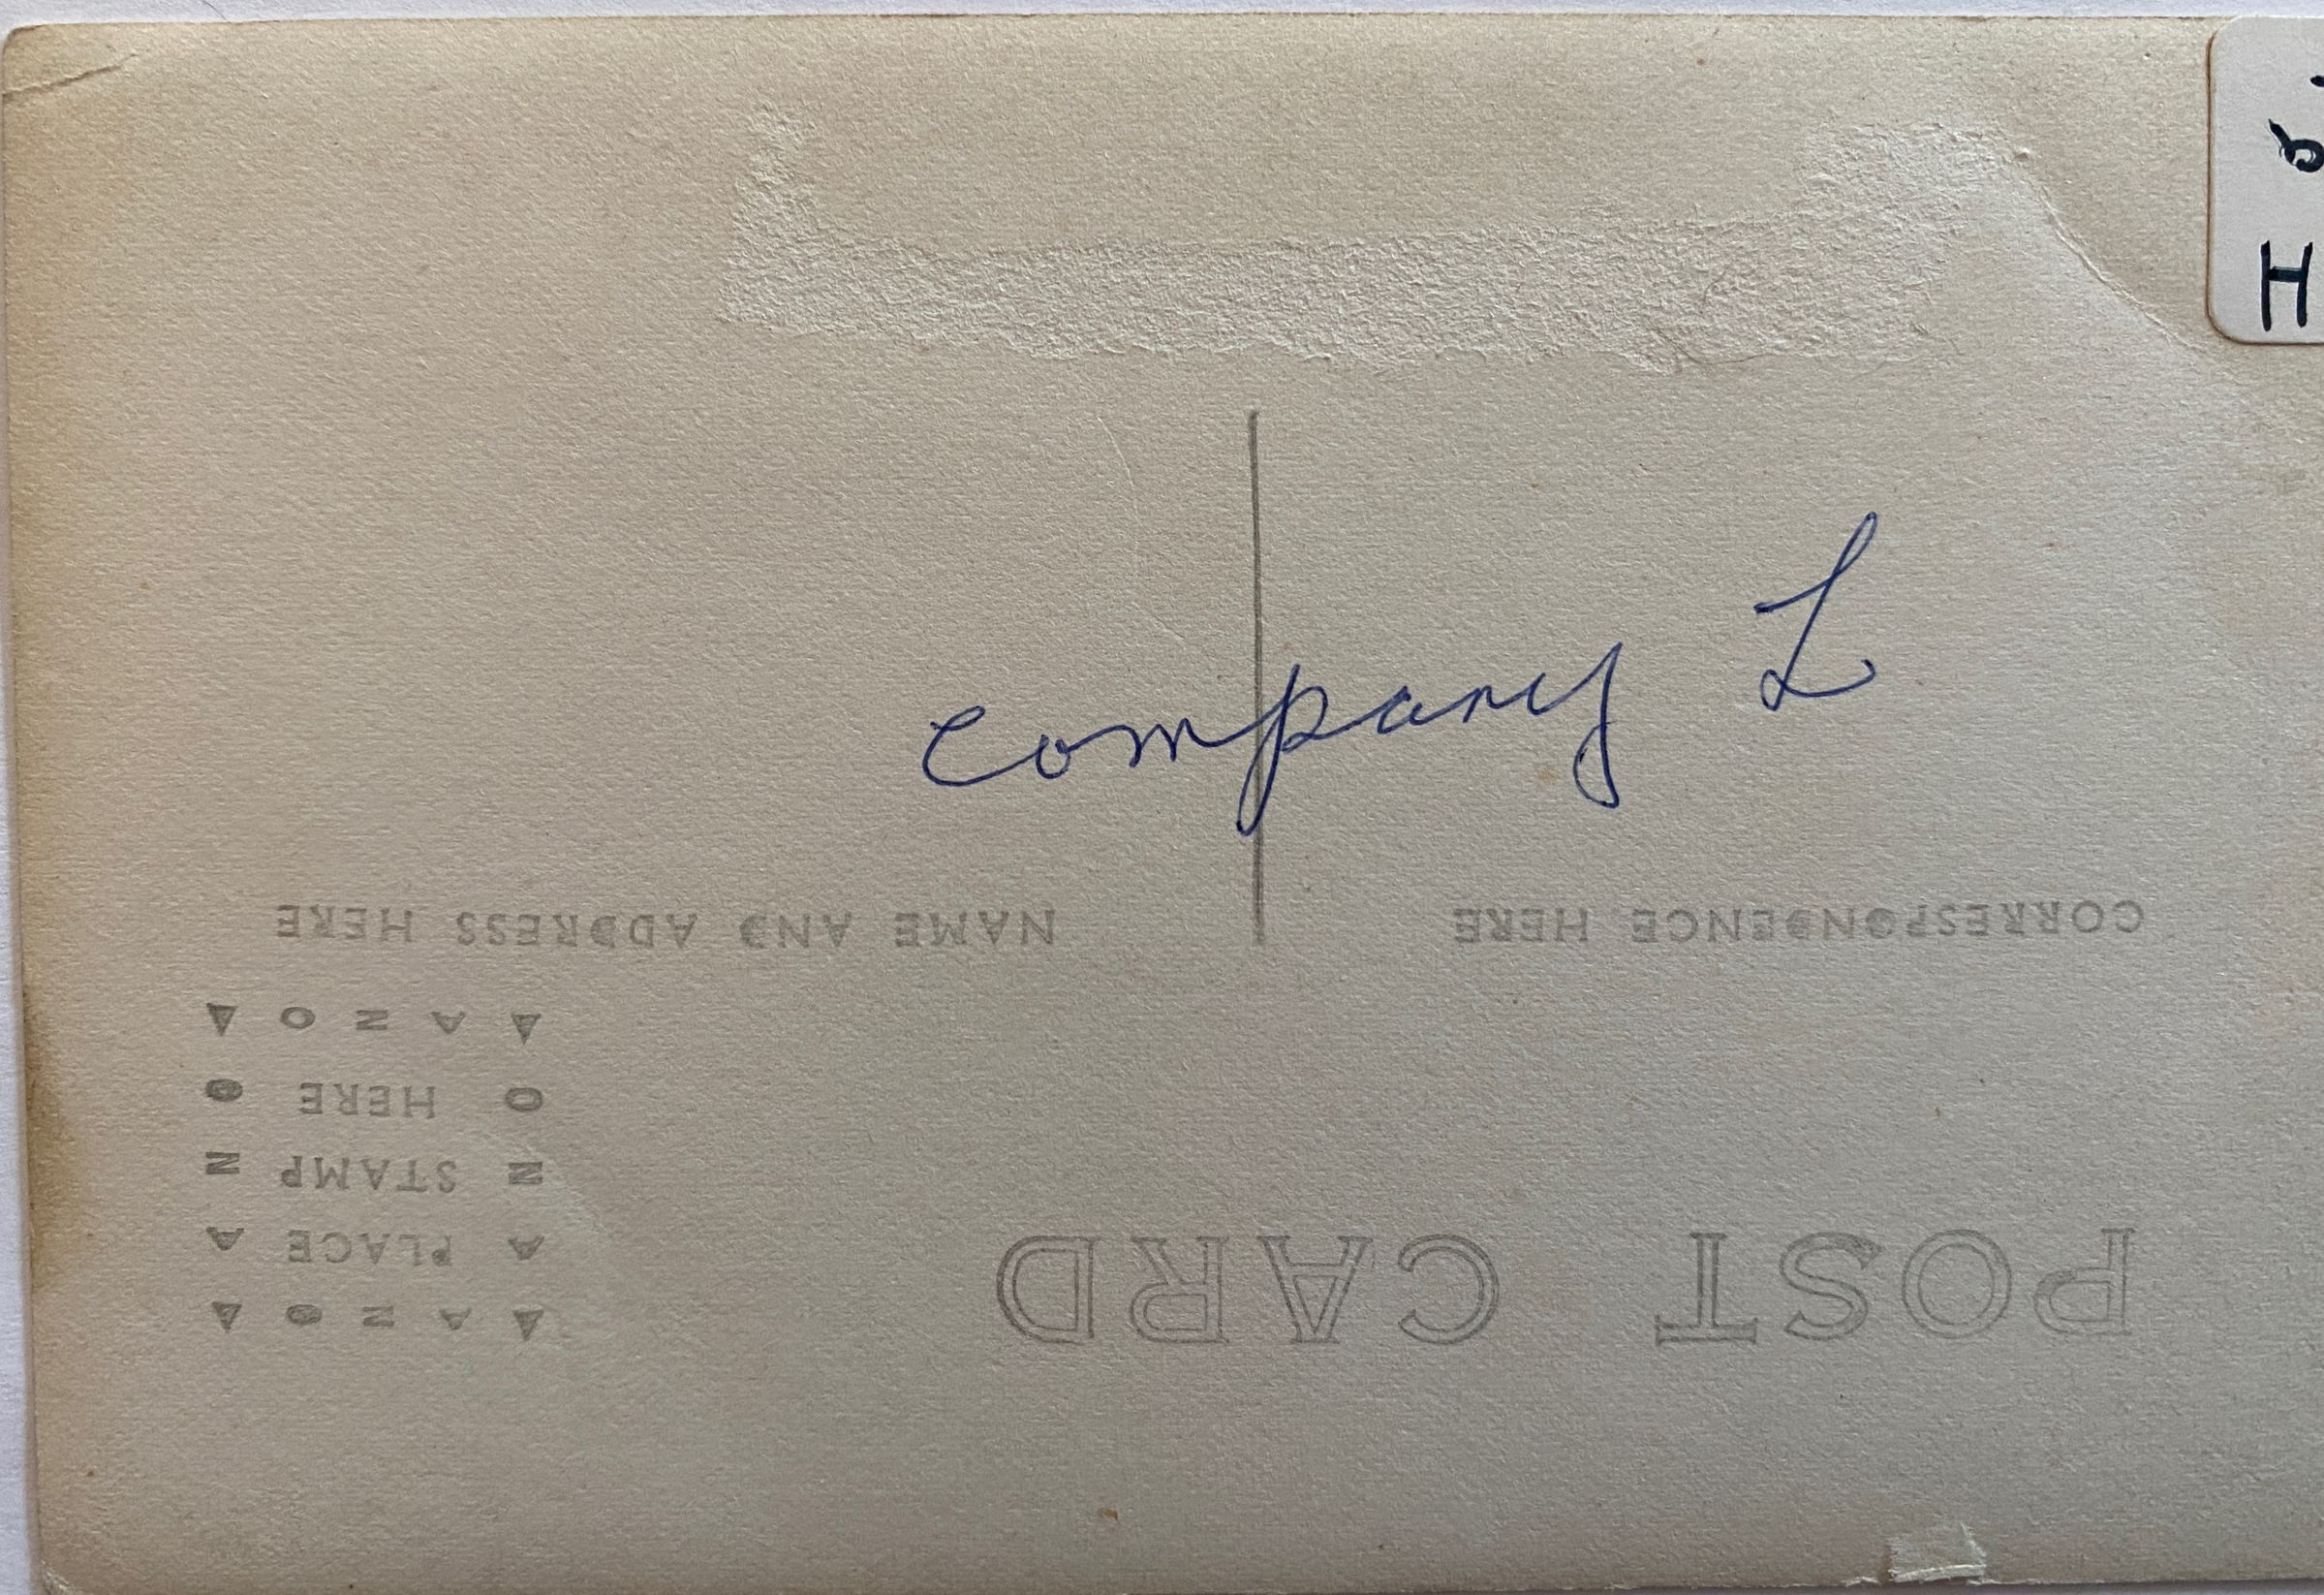 company L
POST CARD
CORRESPONDENCE HERE
NAME AND ADDRESS HERE
▲ A Z O ▲
A PLACE A
Z STAMP Z
O HERE O
▲ A Z O ▲
H